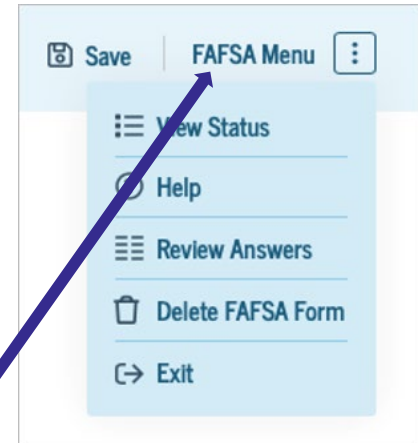 Save FAFSA Menu
View Status
Help
Review Answers
Delete FAFSA Form
Exit